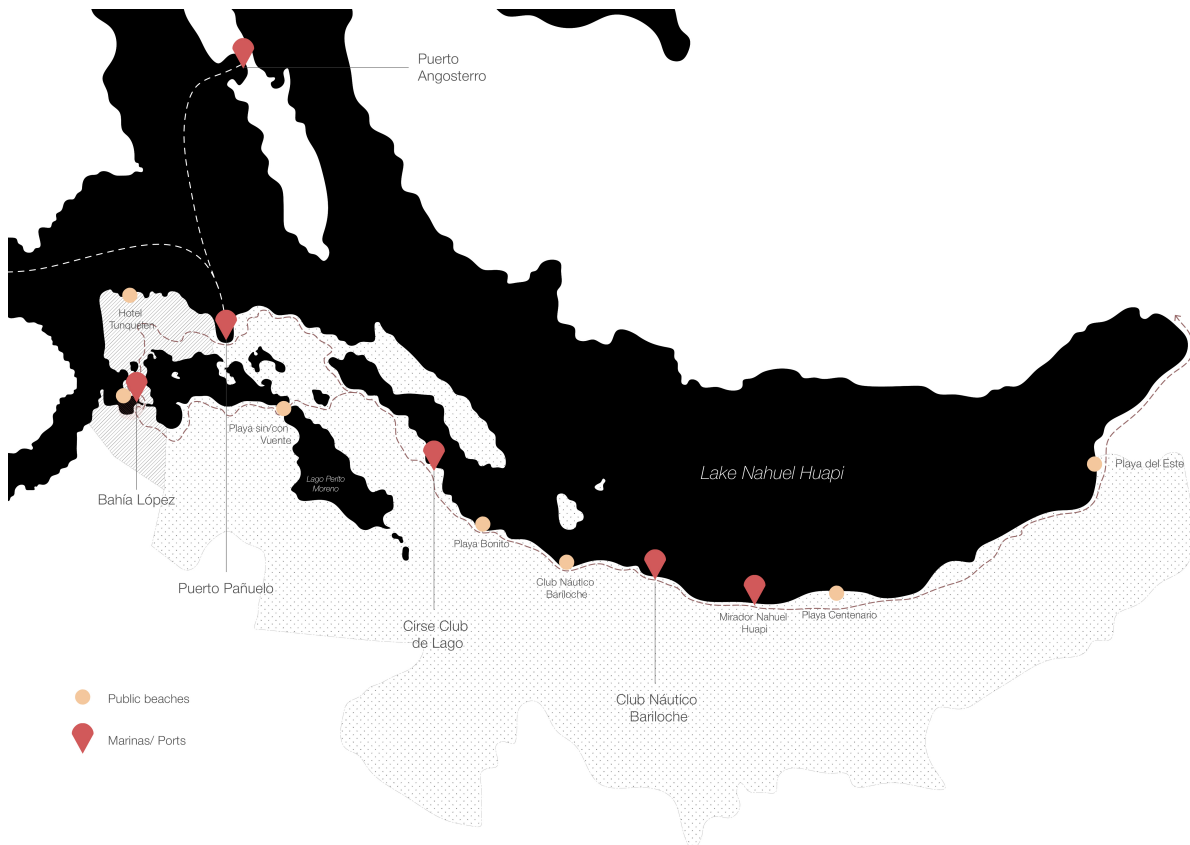 Puerto
Angosterro
Hotel
Tunquelen
Playa sin/con
Vuente
Lago Perito
Moreno
Lake Nahuel Huapi
Playa del Este
Bahía López
Playa Bonito
Puerto Pañuelo
Club Náutico
Bariloche
Cirse Club
de Lago
Mirador Nahuel
Huapi
Playa Centenario
Club Náutico
Bariloche
Public beaches
Marinas/ Ports